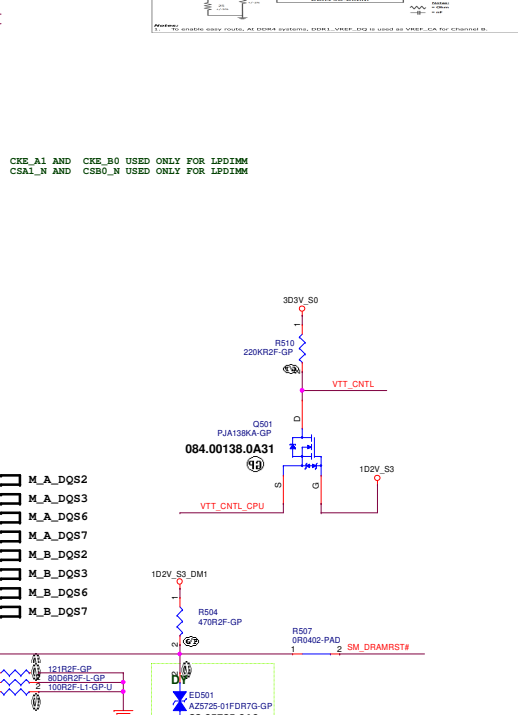 Notes:
1. To enable easy route, At DDR4 systems, DDR1_VREF_DQ is used as VREF_CA for Channel B.
CKE_A1 AND CKE_B0 USED ONLY FOR LPDIMM
CSA1_N AND CSB0_N USED ONLY FOR LPDIMM
3D3V_S0
1
R510
220KR2F-GP
VTT_CNTL
D
Q501
PJA138KA-GP
084.00138.0A31
1D2V_S3
S
G
VTT_CNTL_CPU
M_A_DQS2
M_A_DQS3
M_A_DQS6
M_A_DQS7
M_B_DQS2
M_B_DQS3
M_B_DQS6
M_B_DQS7
1D2V_S3_DM1
1
R504
470R2F-GP
2
R507
0R0402-PAD
1
2
SM_DRAMRST#
121R2F-GP
80D6R2F-L-GP
100R2F-L1-GP-U
2
DY
ED501
AZ5725-01FDR7G-GP